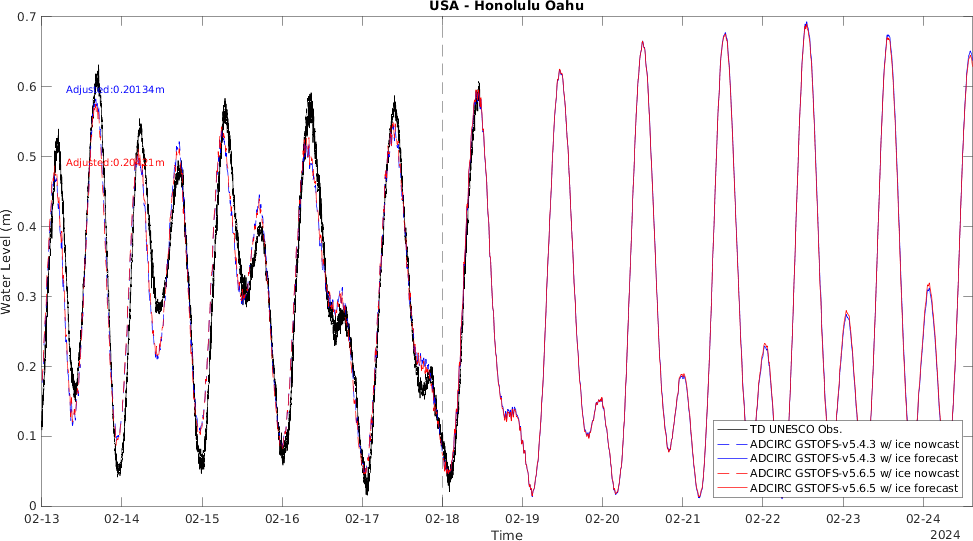 USA - Honolulu Oahu
0.7
0.6
0.5
0.4
0.3
0.2
0.1
0
Water Level (m)
Adjusted:0.20134m
TD UNESCO Obs.
ADCIRC GSTOFS-v5.4.3 w/ ice nowcast
ADCIRC GSTOFS-v5.4.3 w/ ice forecast
ADCIRC GSTOFS-v5.6.5 w/ ice nowcast
ADCIRC GSTOFS-v5.6.5 w/ ice forecast
02-13 02-14 02-15 02-16 02-17 02-18 02-19 02-20 02-21 02-22 02-23 02-24
Time
2024